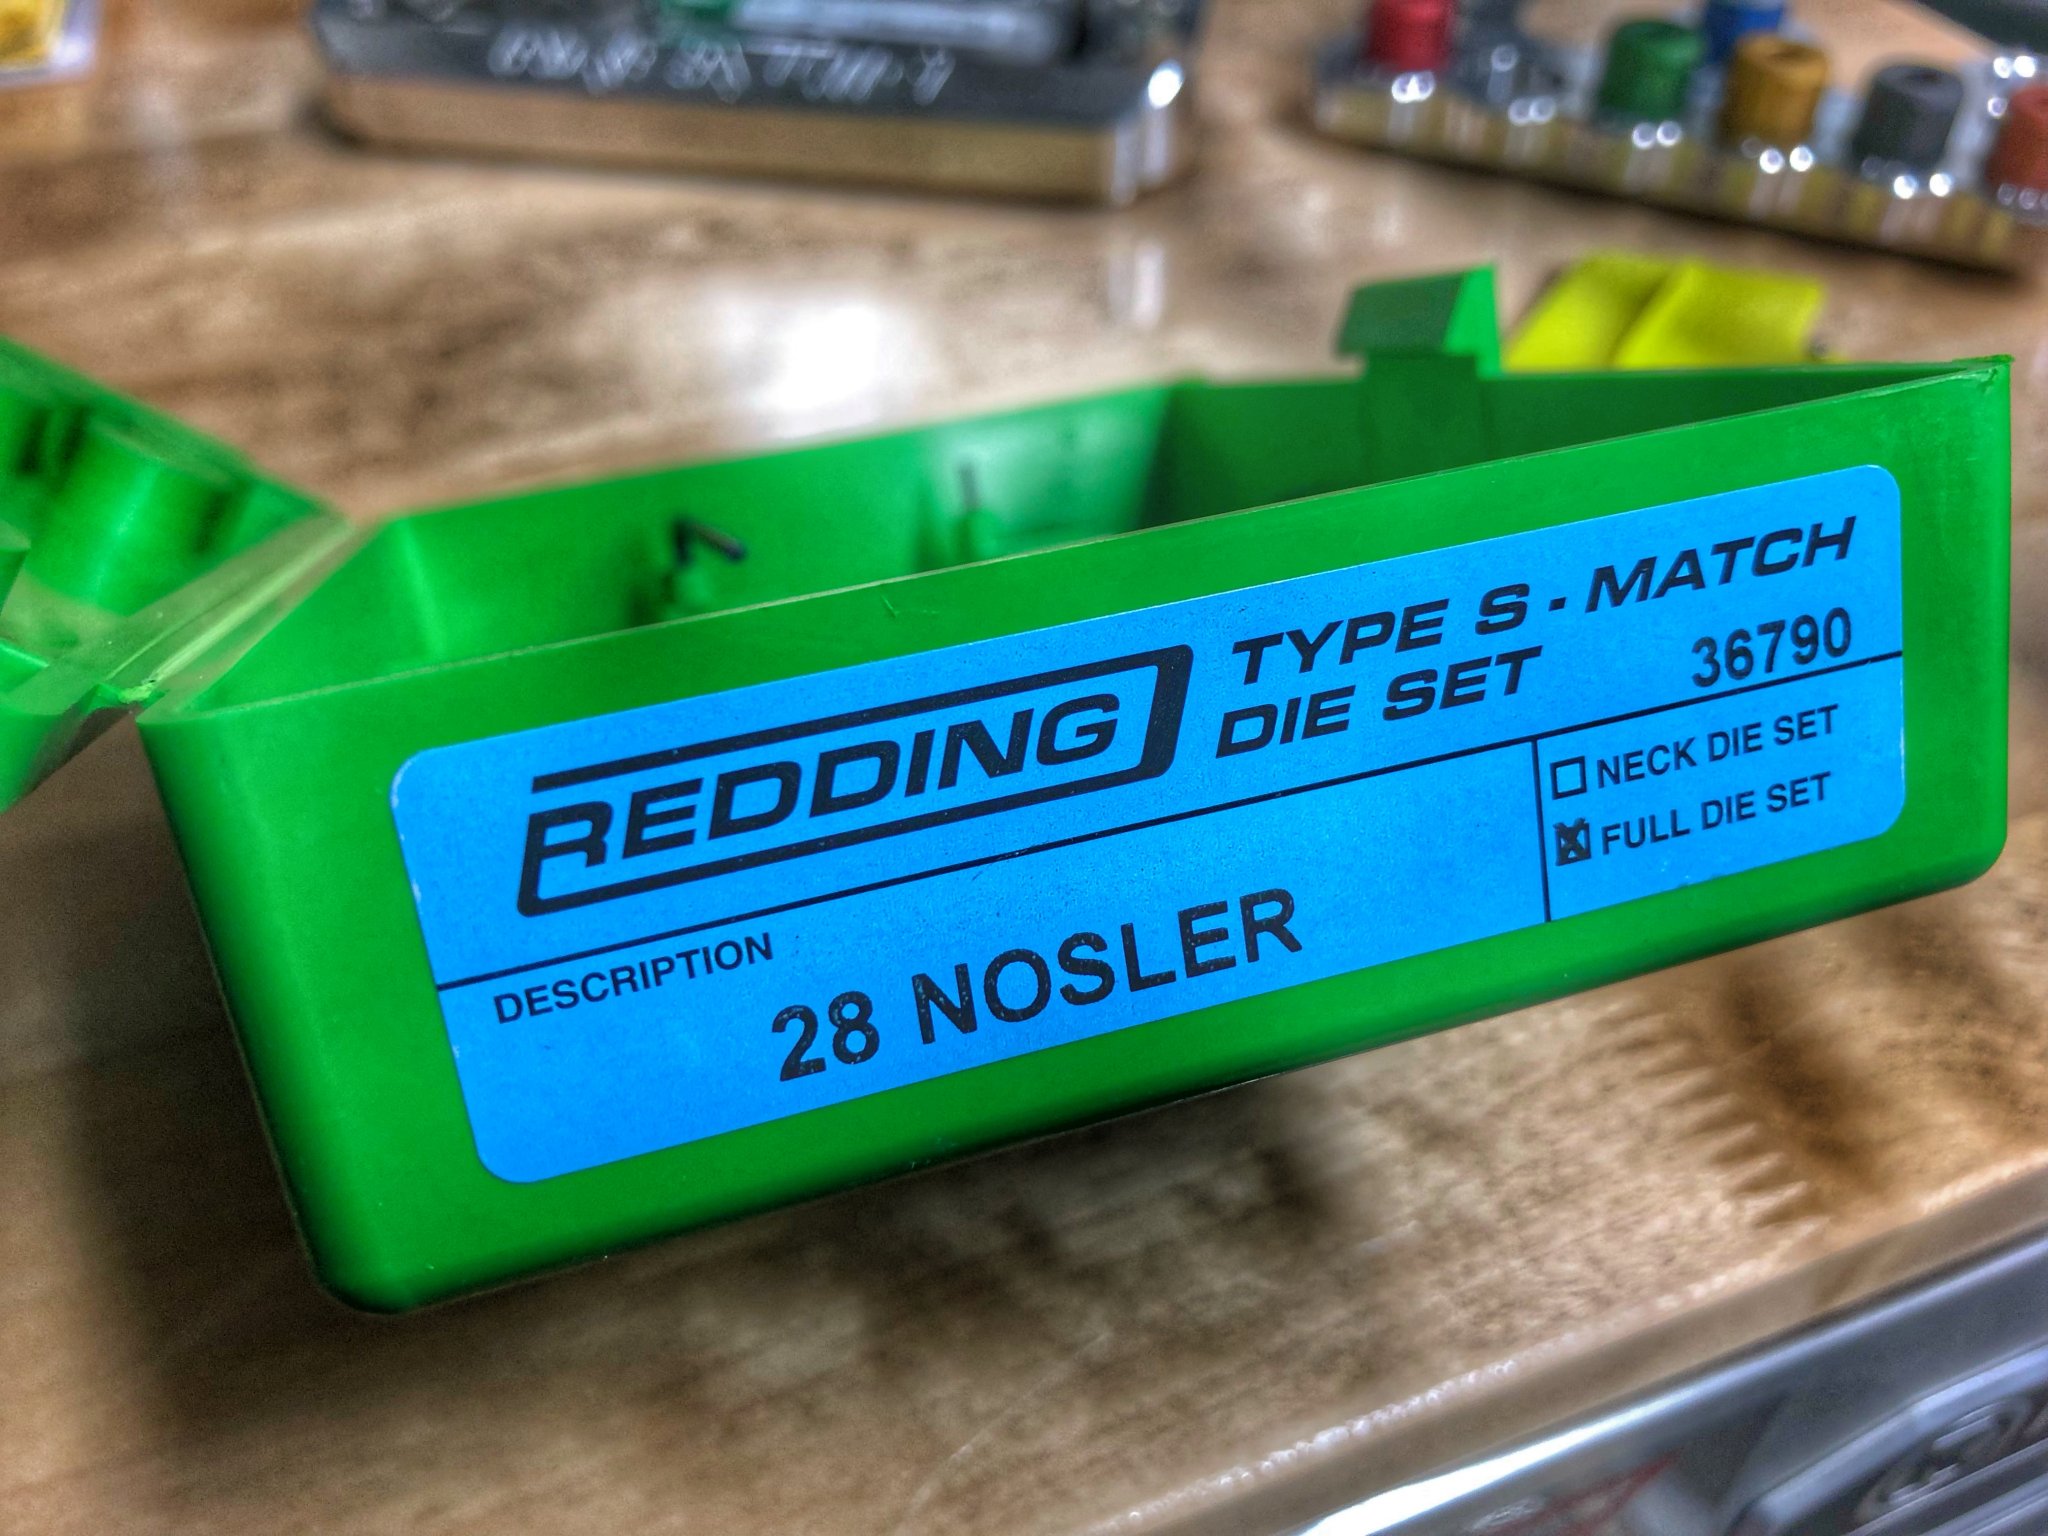 REDDING
TYPE S - MATCH
DIE SET
36790
NECK DIE SET
FULL DIE SET
DESCRIPTION
28 NOSLER